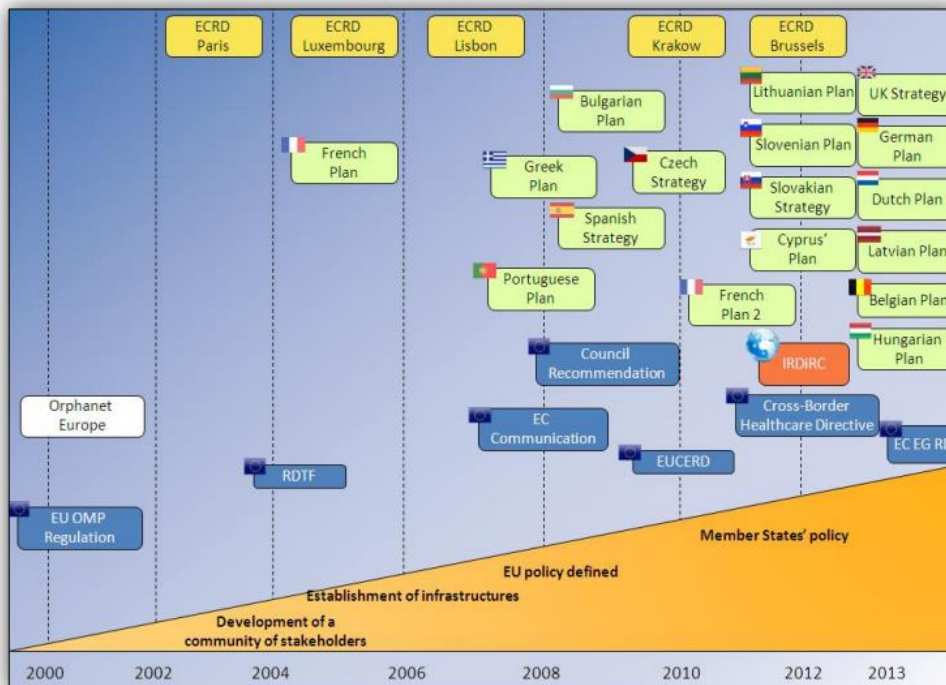 ECRD
Paris
ECRD
Luxembourg
ECRD
Lisbon
ECRD
Krakow
ECRD
Brussels
Lithuanian Plan
UK Strategy
Bulgarian
Plan
French
Plan
Slovenian Plan
German
Plan
Greek
Plan
Czech
Strategy
Slovakian
Strategy
Dutch Plan
Spanish
Strategy
Cyprus'
Plan
Latvian Plan
Portuguese
Plan
French
Plan 2
Belgian Plan
Council
Recommendation
IRDiRC
Hungarian
Plan
Orphanet
Europe
EC
Communication
Cross-Border
Healthcare Directive
EC EG
RDTF
EUCERD
EU OMP
Regulation
Member States' policy
EU policy defined
Establishment of infrastructures
Development of a
community of stakeholders
2000
2002
2004
2006
2008
2010
2012
2013